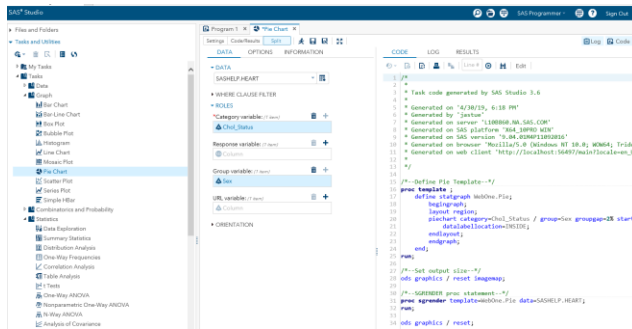 SAS® Studio
SAS Programmer
Sign Out
Files and Folders
Tasks and Utilities
My Tasks
Tasks
Data
Graph
Bar Chart
Bar-Line Chart
Box Plot
Bubble Plot
Histogram
Line Chart
Mosaic Plot
Pie Chart
Scatter Plot
Series Plot
Simple HBar
Combinatorics and Probability
Statistics
Data Exploration
Summary Statistics
Distribution Analysis
One-Way Frequencies
Correlation Analysis
Table Analysis
t Tests
One-Way ANOVA
Nonparametric One-Way ANOVA
N-Way ANOVA
Analysis of Covariance
Program 1 ×
*Pie Chart ×
Settings Code/Results Split
Log Code
DATA OPTIONS INFORMATION
DATA
SASHELP.HEART
WHERE CLAUSE FILTER
ROLES
*Category variable: (1 item)
Chol_Status
Response variable: (1 item)
Column
Group variable: (1 item)
Sex
URL variable: (1 item)
Column
ORIENTATION
CODE LOG RESULTS
Line # Edit
1 /*
2 *
3 * Task code generated by SAS Studio 3.6
4 *
5 * Generated on '4/30/19, 6:18 PM'
6 * Generated by 'jastue'
7 * Generated on server 'L10B060.NA.SAS.COM'
8 * Generated on SAS platform 'X64_10PRO WIN'
9 * Generated on SAS version '9.04.01M4P11092016'
10 * Generated on browser 'Mozilla/5.0 (Windows NT 10.0; WOW64; Trid
11 * Generated on web client 'http://localhost:56497/main?locale=en_
12 *
13 */
14
15 /*--Define Pie Template--*/
16 proc template ;
17 define statgraph WebOne.Pie;
18 begingraph;
19 layout region;
20 piechart category=Chol_Status / group=Sex groupgap=2% start
21 datalabellocation=INSIDE;
22 endlayout;
23 endgraph;
24 end;
25 run;
26
27 /*--Set output size--*/
28 ods graphics / reset imagemap;
29
30 /*--SGRENDER proc statement--*/
31 proc sgrender template=WebOne.Pie data=SASHELP.HEART;
32 run;
33
34 ods graphics / reset;